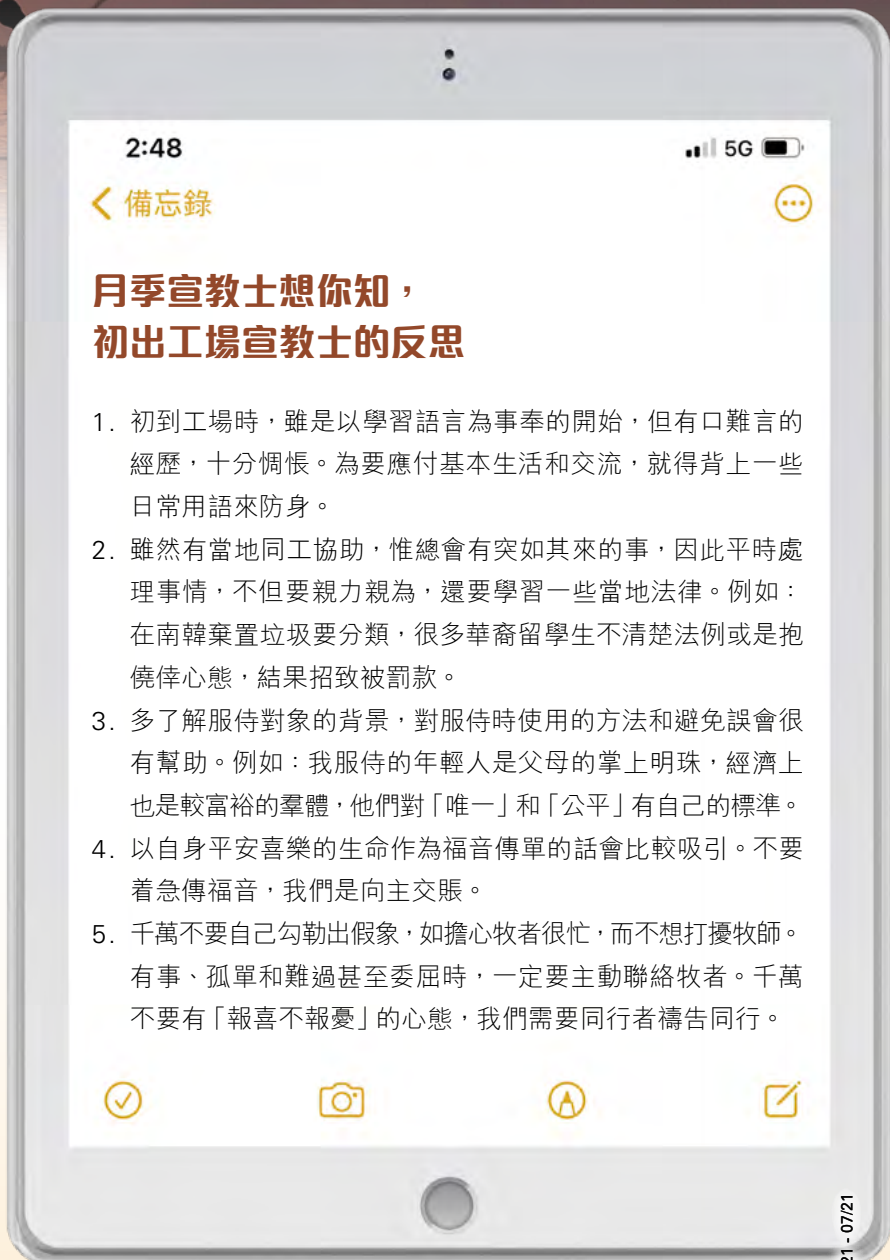 2:48
5G
備忘錄
月季宣教士想你知，
初出工場宣教士的反思
1. 初到工場時，雖是以學習語言為事奉的開始，但有口難言的
經歷，十分惆悵。為要應付基本生活和交流，就得背上一些
日常用語來防身。
2. 雖然有當地同工協助，惟總會有突如其來的事，因此平時處
理事情，不但要親力親為，還要學習一些當地法律。例如：
在南韓棄置垃圾要分類，很多華裔留學生不清楚法例或是抱
僥倖心態，結果招致被罰款。
3. 多了解服侍對象的背景，對服侍時使用的方法和避免誤會很
有幫助。例如：我服侍的年輕人是父母的掌上明珠，經濟上
也是較富裕的羣體，他們對「唯一」和「公平」有自己的標準。
4. 以自身平安喜樂的生命作為福音傳單的話會比較吸引。不要
着急傳福音，我們是向主交賬。
5. 千萬不要自己勾勒出假象，如擔心牧者很忙，而不想打擾牧師。
有事、孤單和難過甚至委屈時，一定要主動聯絡牧者。千萬
不要有「報喜不報憂」的心態，我們需要同行者禱告同行。
21 - 07/21